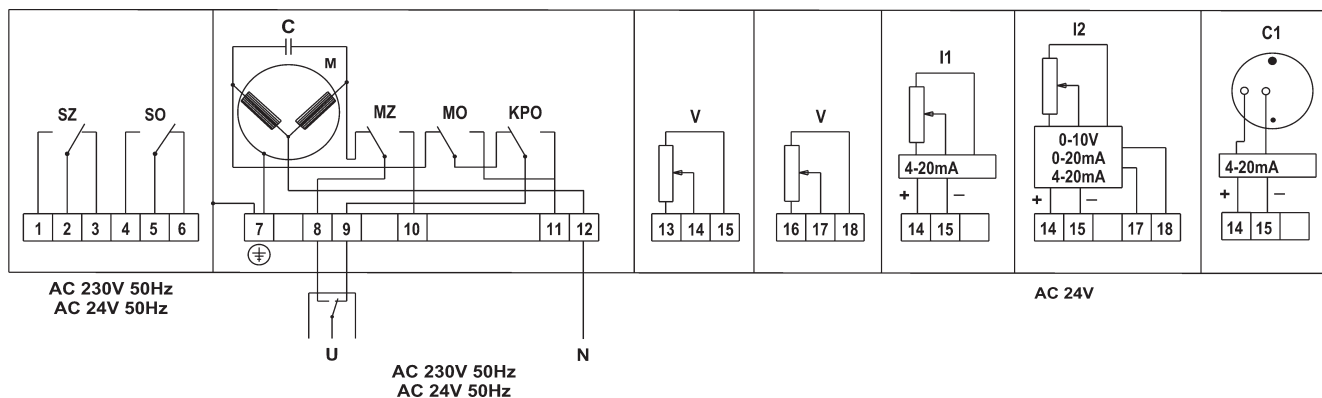 SZ SO
1 2 3 4 5 6
AC 230V 50Hz
AC 24V 50Hz
C
M
MZ MO KPO
7 8 9 10 11 12
U
N
AC 230V 50Hz
AC 24V 50Hz
V
13 14 15
V
16 17 18
I1
4-20mA
+ –
14 15
I2
0-10V
0-20mA
4-20mA
+ –
14 15 17 18
AC 24V
C1
4-20mA
+ –
14 15